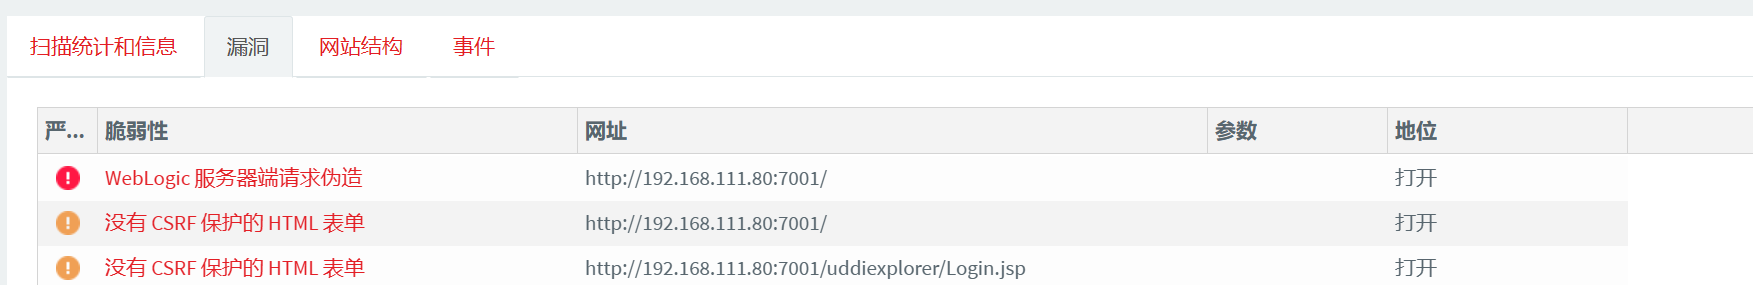 扫描统计和信息 漏洞 网站结构 事件
严... 脆弱性 网址 参数 地位
WebLogic 服务器端请求伪造 http://192.168.111.80:7001/ 打开
没有 CSRF 保护的 HTML 表单 http://192.168.111.80:7001/ 打开
没有 CSRF 保护的 HTML 表单 http://192.168.111.80:7001/uddiexplorer/Login.jsp 打开